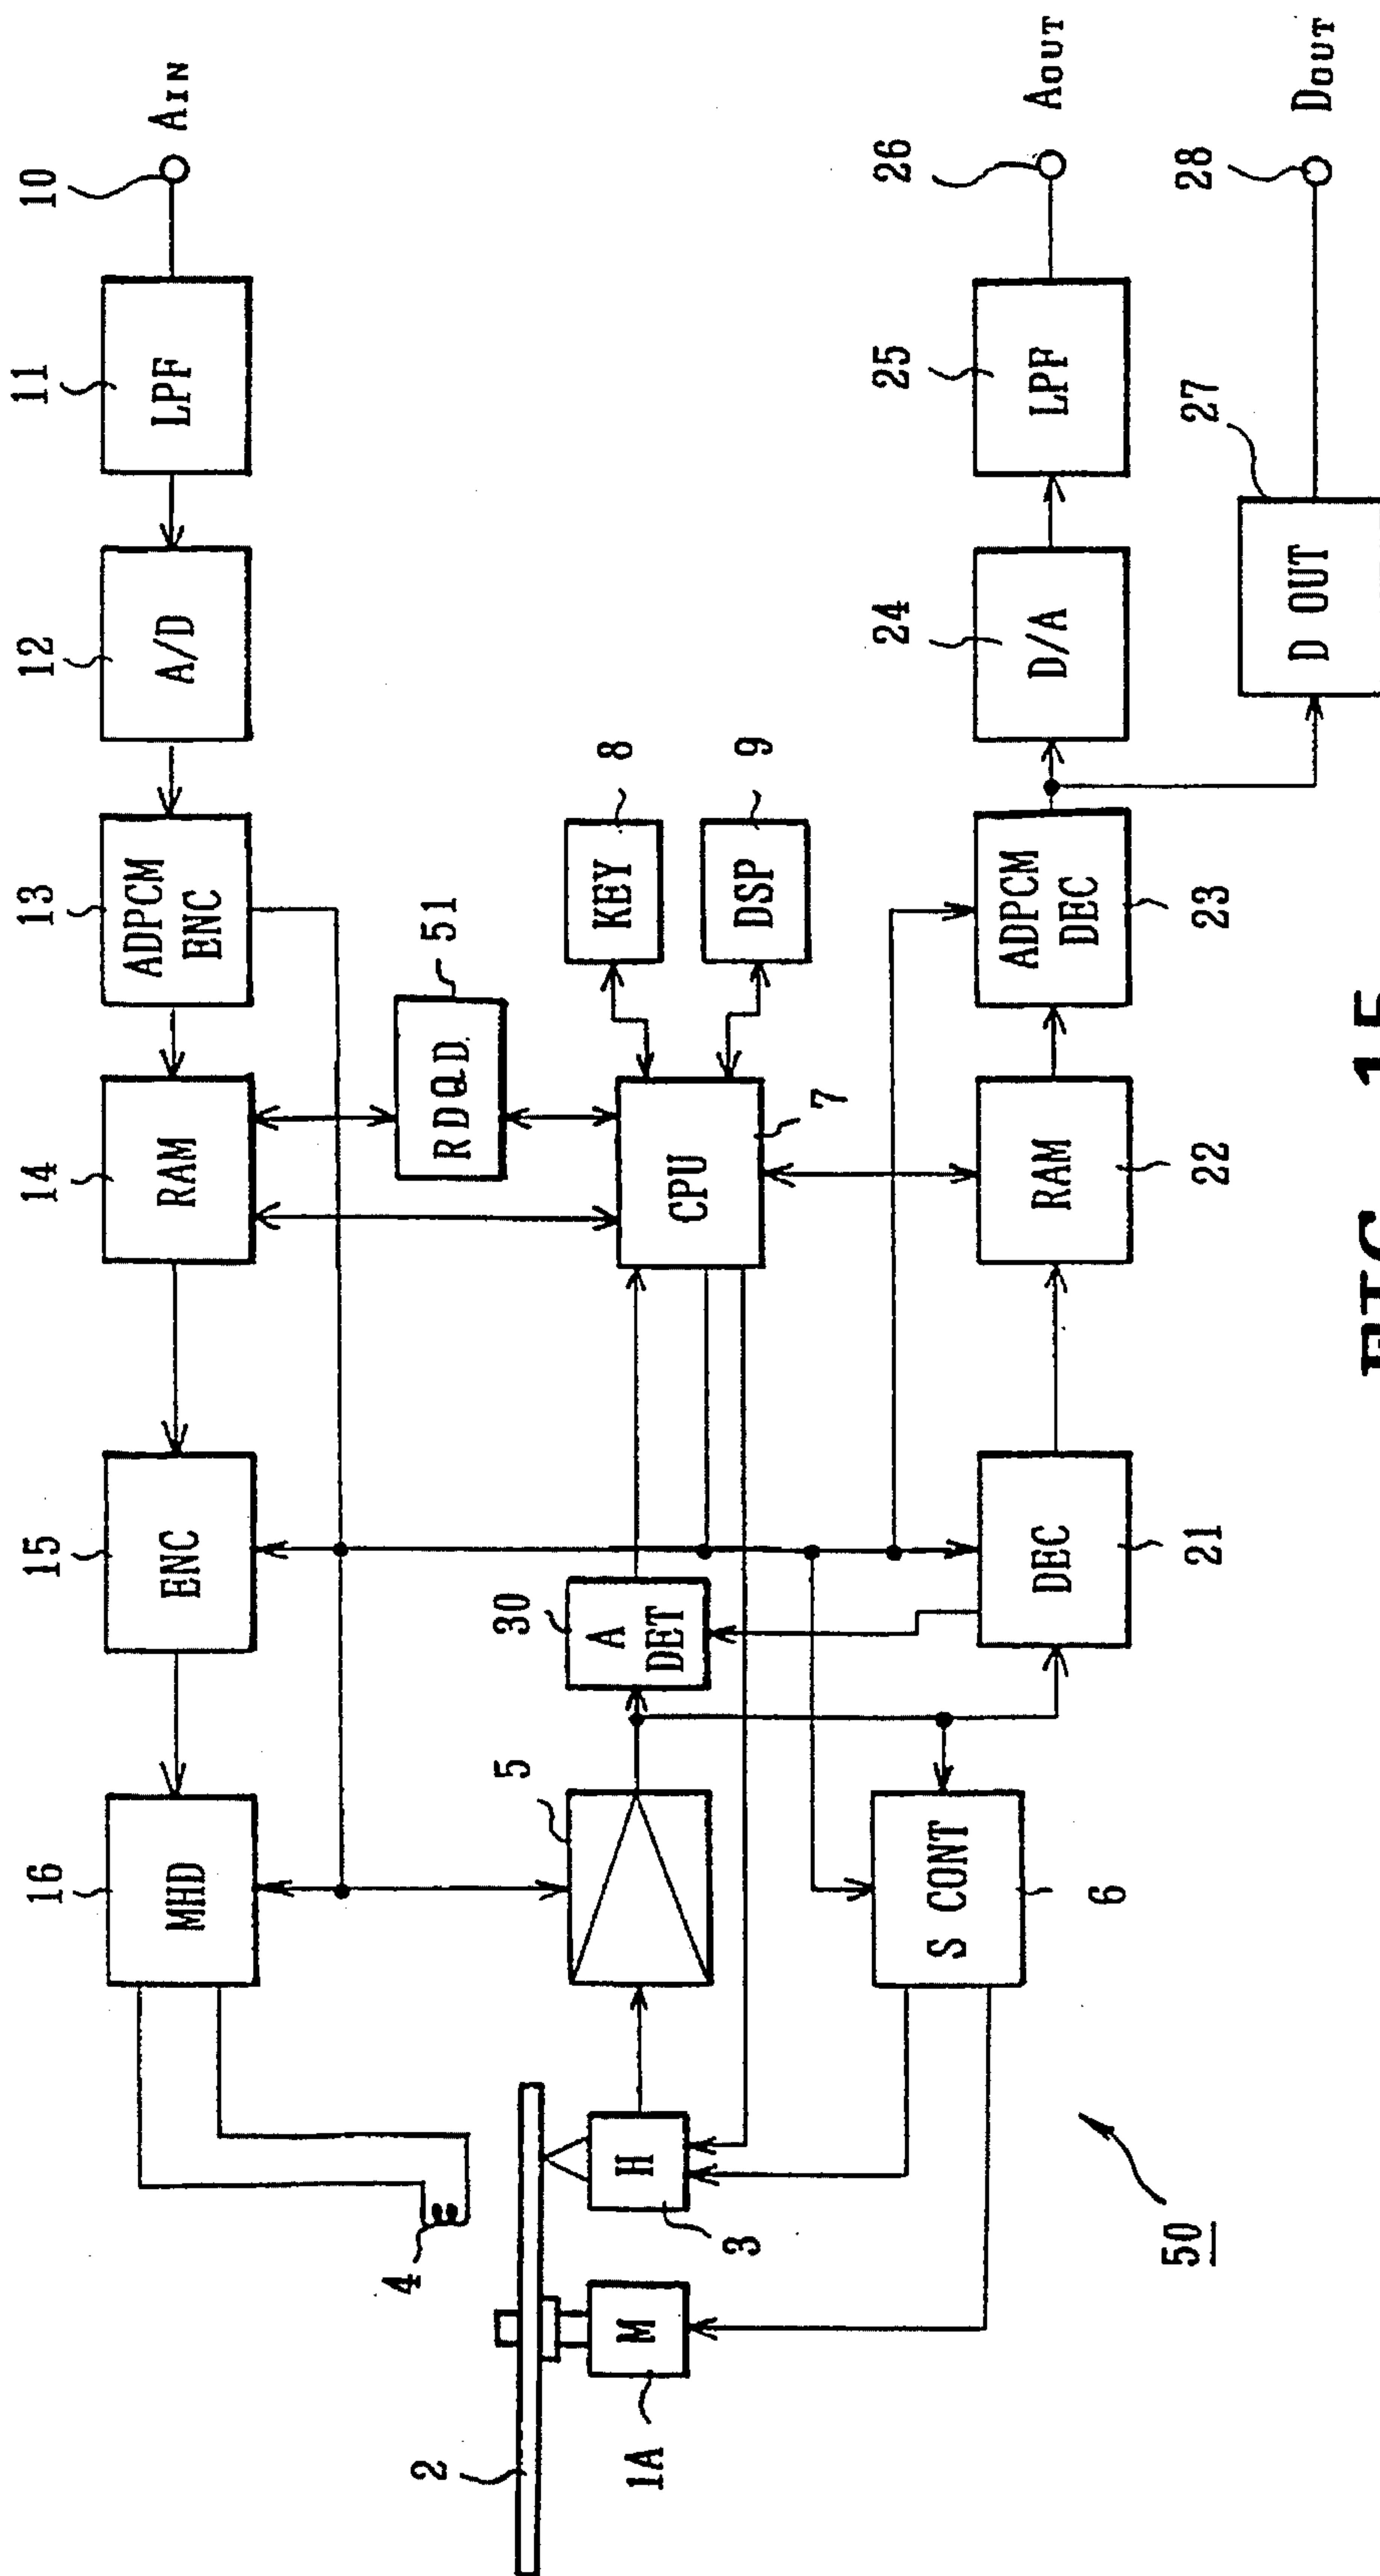 10
AIN
11
LPF
12
A/D
13
ADPCM
ENC
14
RAM
15
ENC
16
MHD
51
RDQD
8
KEY
9
DSP
7
CPU
30
A
DET
5
4
2
H
3
M
1A
S CONT
6
50
DEC
21
RAM
22
ADPCM
DEC
23
24
D/A
25
LPF
26
AOUT
27
D OUT
28
DOUT